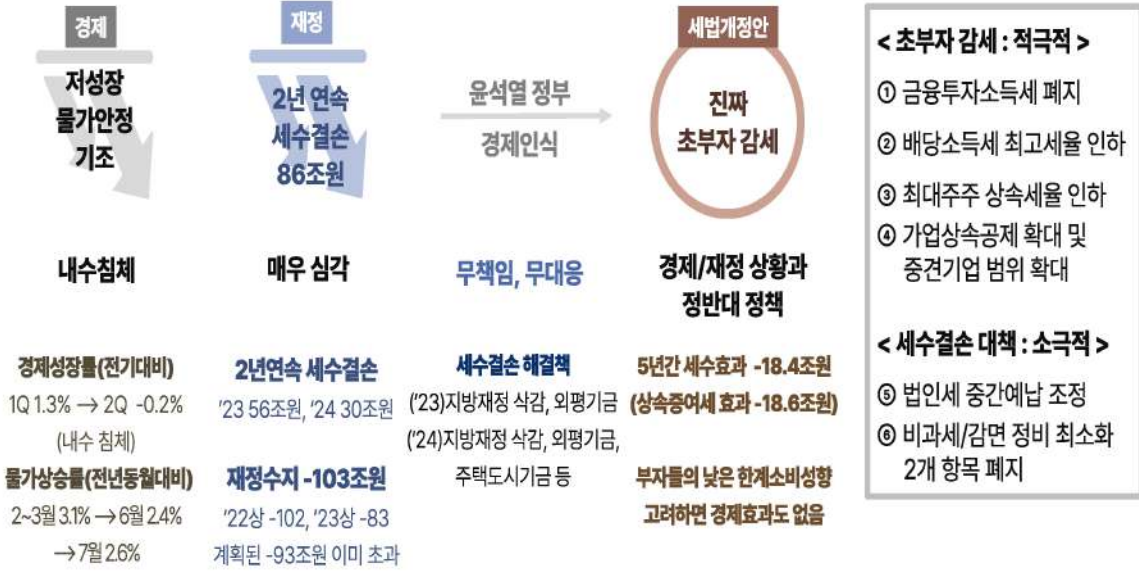 경제
저성장
물가안정
기조
내수침체
경제성장률(전기대비)
1Q 1.3% → 2Q -0.2%
(내수 침체)
물가상승률(전년동월대비)
2~3월 3.1% → 6월 2.4%
→ 7월 2.6%
재정
2년 연속
세수결손
86조원
매우 심각
2년연속 세수결손
’23 56조원, ’24 30조원
재정수지 -103조원
’22상 -102, ’23상 -83
계획된 -93조원 이미 초과
윤석열 정부
경제인식
무책임, 무대응
세수결손 해결책
(’23)지방재정 삭감, 외평기금
(’24)지방재정 삭감, 외평기금,
주택도시기금 등
세법개정안
진짜
초부자 감세
경제/재정 상황과
정반대 정책
5년간 세수효과 -18.4조원
(상속증여세 효과 -18.6조원)
부자들의 낮은 한계소비성향
고려하면 경제효과도 없음
< 초부자 감세 : 적극적 >
① 금융투자소득세 폐지
② 배당소득세 최고세율 인하
③ 최대주주 상속세율 인하
④ 가업상속공제 확대 및
중견기업 범위 확대
< 세수결손 대책 : 소극적 >
⑤ 법인세 중간예납 조정
⑥ 비과세/감면 정비 최소화
2개 항목 폐지